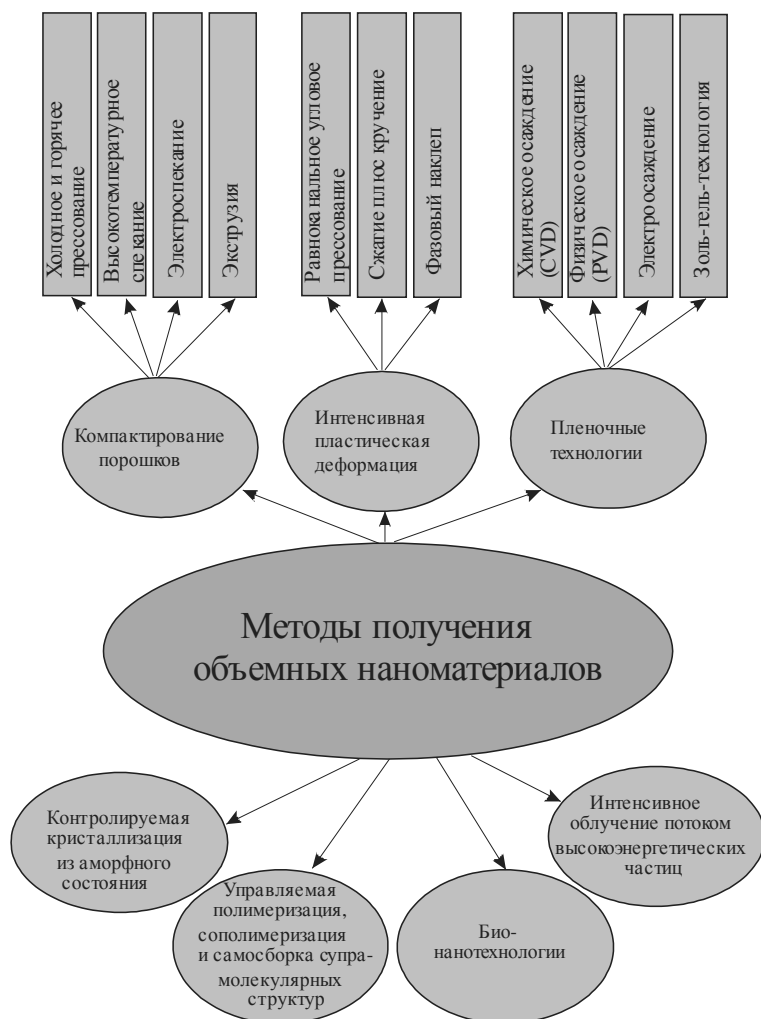 Холодное и горячее
прессование
Высокотемпературное
спекание
Электроспекание
Экструзия
Равноканальное угловое
прессование
Сжатие плюс кручение
Фазовый наклеп
Химическое осаждение
(CVD)
Физическое осаждение
(PVD)
Электроосаждение
Золь-гель-технология
Компактирование
порошков
Интенсивная
пластическая
деформация
Пленочные
технологии
Методы получения
объемных наноматериалов
Контролируемая
кристаллизация
из аморфного
состояния
Управляемая
полимеризация,
сополимеризация
и самосборка супра-
молекулярных
структур
Био-
нанотехнологии
Интенсивное
облучение потоком
высокоэнергетических
частиц